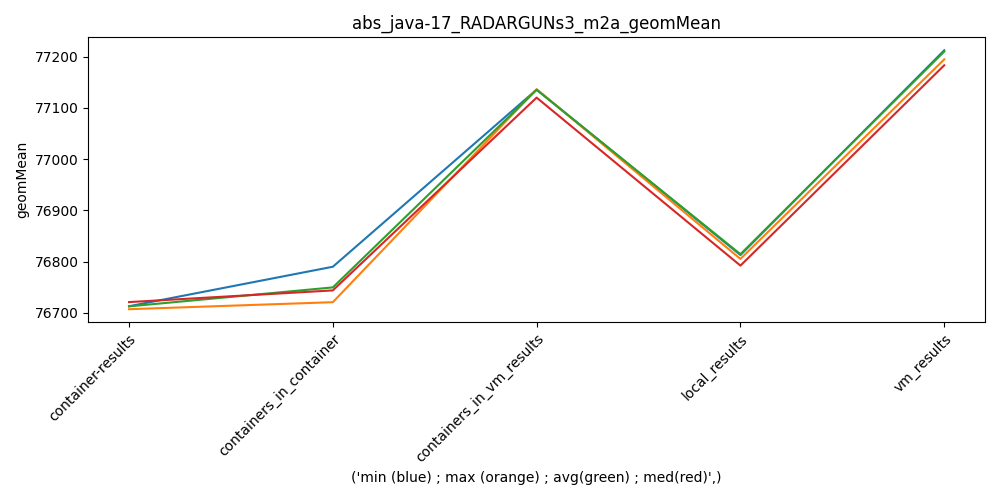 abs_java-17_RADARGUNs3_m2a_geomMean
geomMean
77200
77100
77000
76900
76800
76700
container-results
containers_in_container
containers_in_vm_results
local_results
vm_results
('min (blue) ; max (orange) ; avg(green) ; med(red)',)